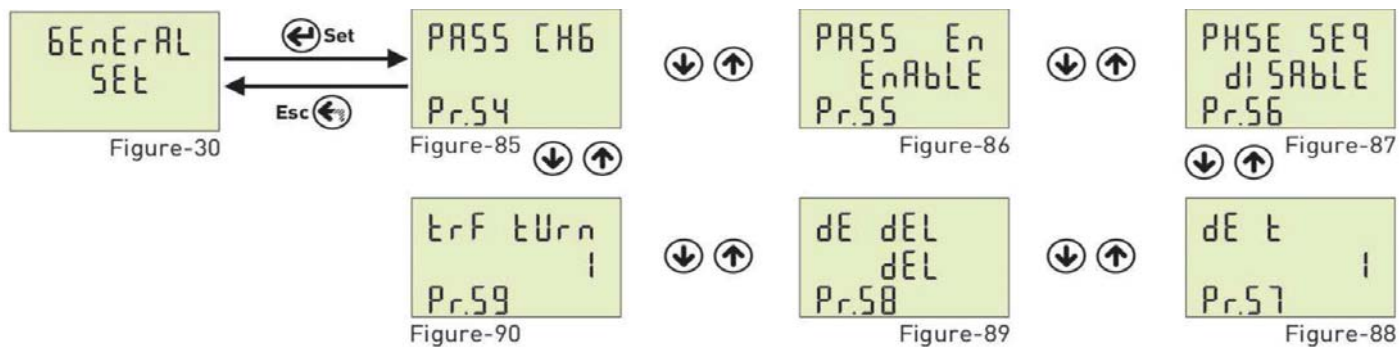 GEnErAL
SEt
Figure-30
Set
Esc
PASS CHG
Pr.54
Figure-85
PASS En
EnAbLE
Pr.55
Figure-86
PHSE SEq
dISAbLE
Pr.56
Figure-87
trF tUrn
1
Pr.59
Figure-90
dE dEL
dEL
Pr.58
Figure-89
dE t
1
Pr.57
Figure-88